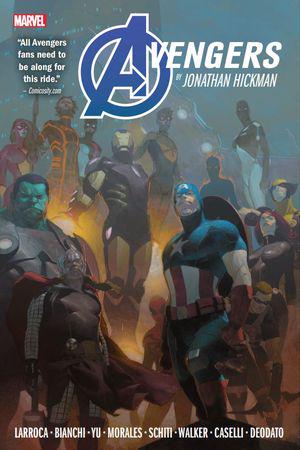 MARVEL
"All Avengers
fans need to
be along for
this ride."
– Comicosity.com
AVENGERS
BY JONATHAN HICKMAN
LARROCA · BIANCHI · YU · MORALES · SCHITI · WALKER · CASELLI · DEODATO